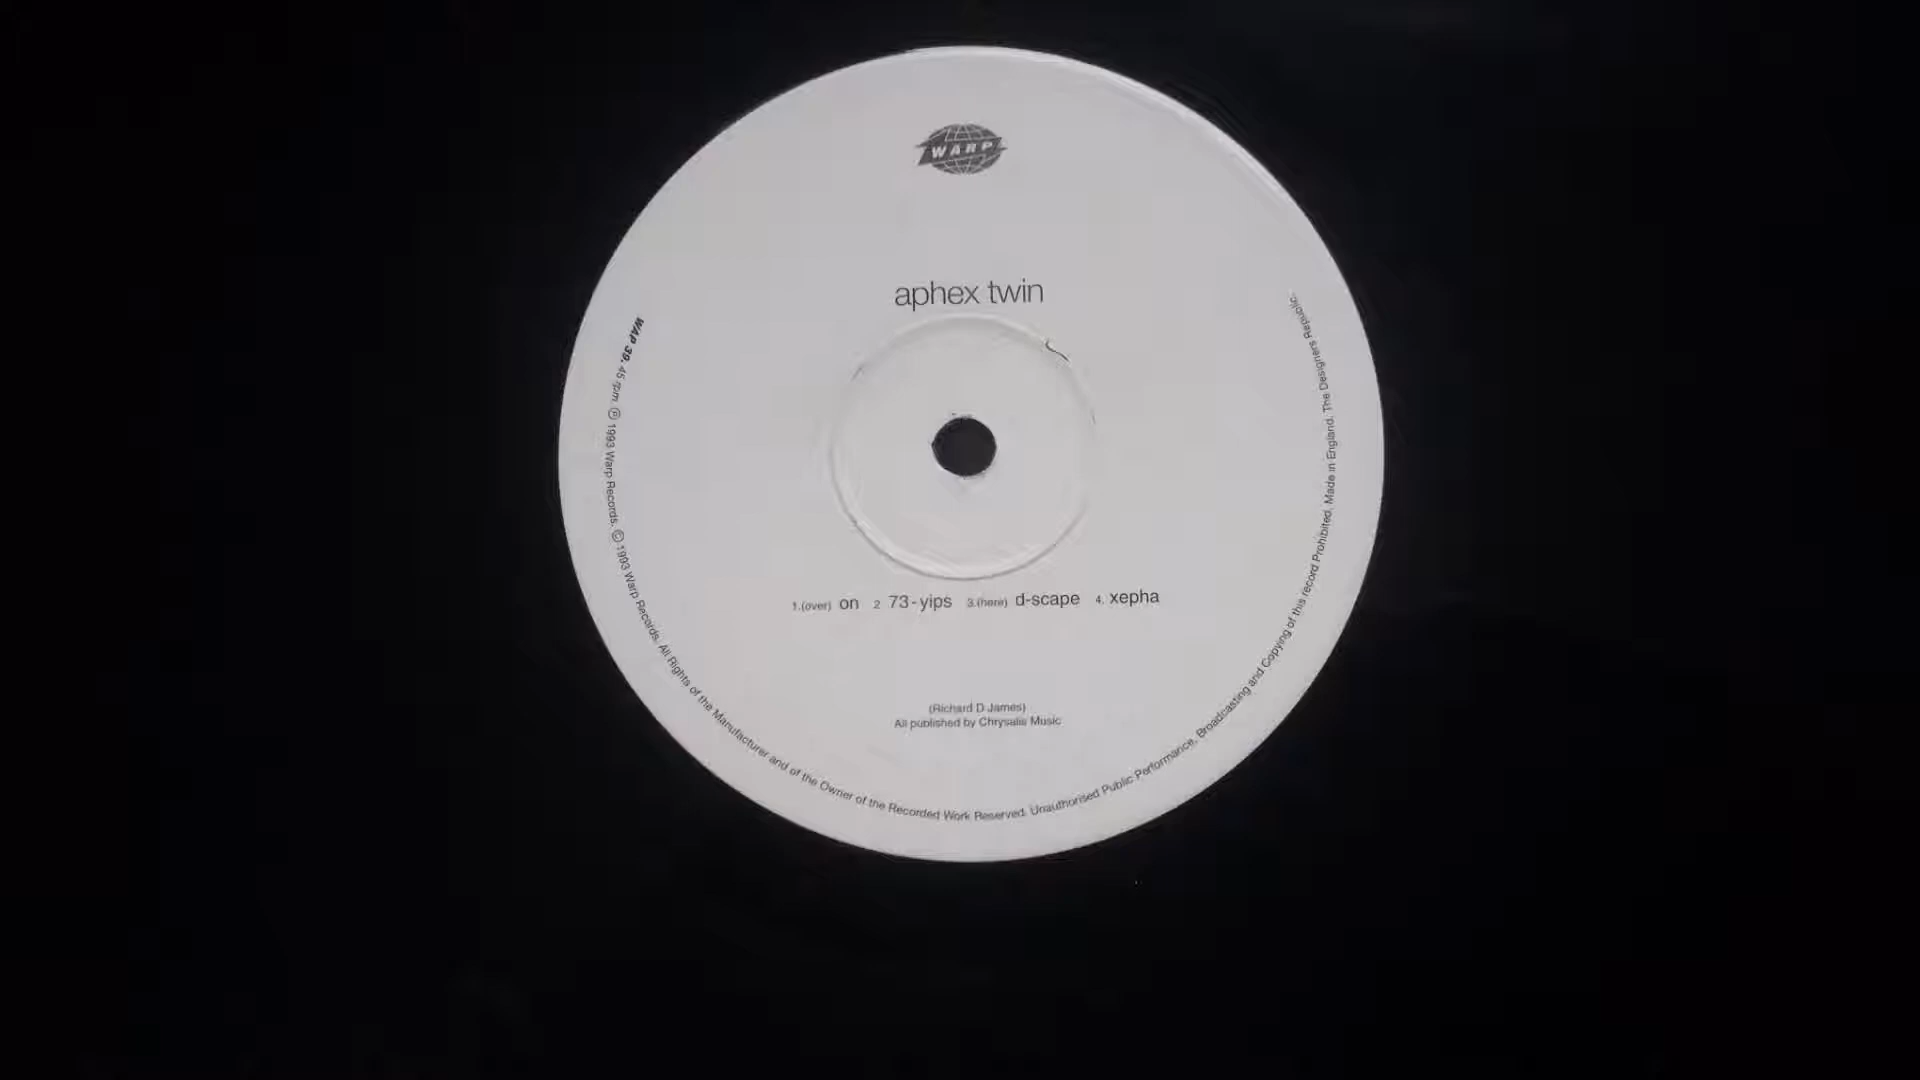 WARP
aphex twin
1.(over) on 2 73-yips 3.(here) d-scape 4. xepha
(Richard D James)
All published by Chrysalis Music
WAP 39. 45 rpm. ℗ 1993 Warp Records. © 1993 Warp Records. All Rights of the Manufacturer and of the Owner of the Recorded Work Reserved. Unauthorised Public Performance, Broadcasting and Copying of this record Prohibited. Made in England. The Designers Republic.